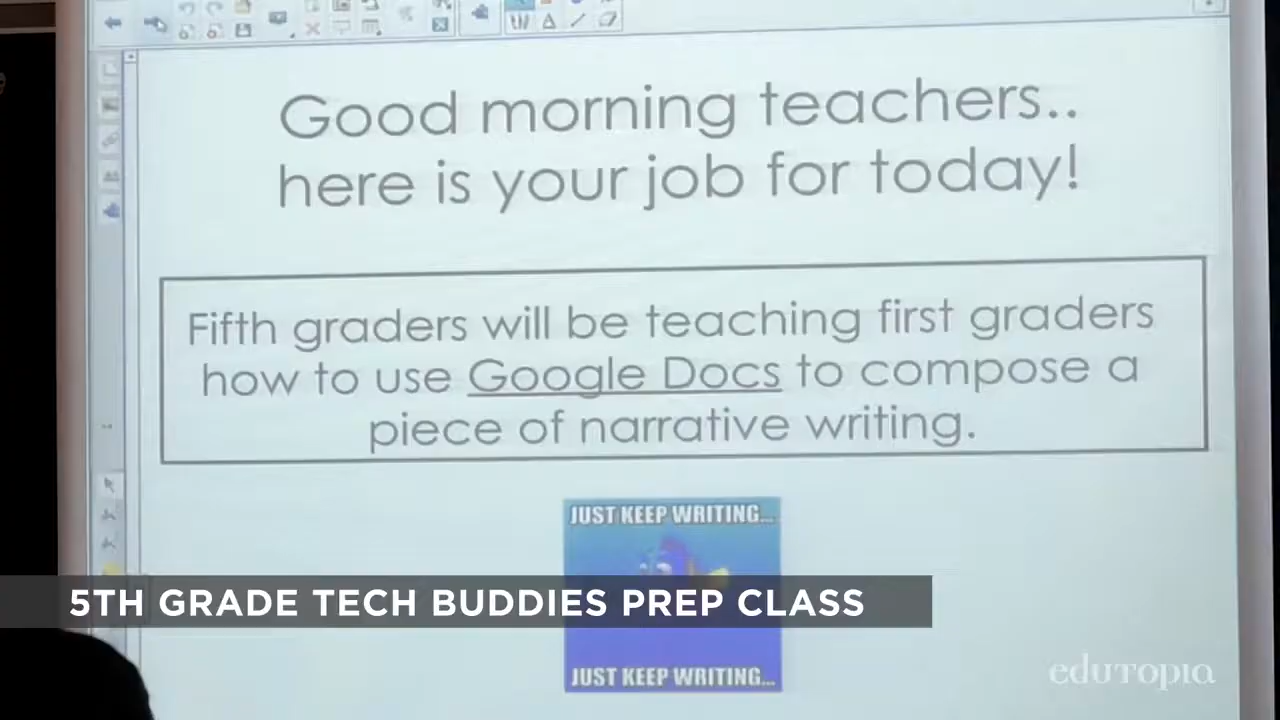 Good morning teachers..
here is your job for today!
Fifth graders will be teaching first graders
how to use Google Docs to compose a
piece of narrative writing.
JUST KEEP WRITING...
5TH GRADE TECH BUDDIES PREP CLASS
JUST KEEP WRITING...
edutopia